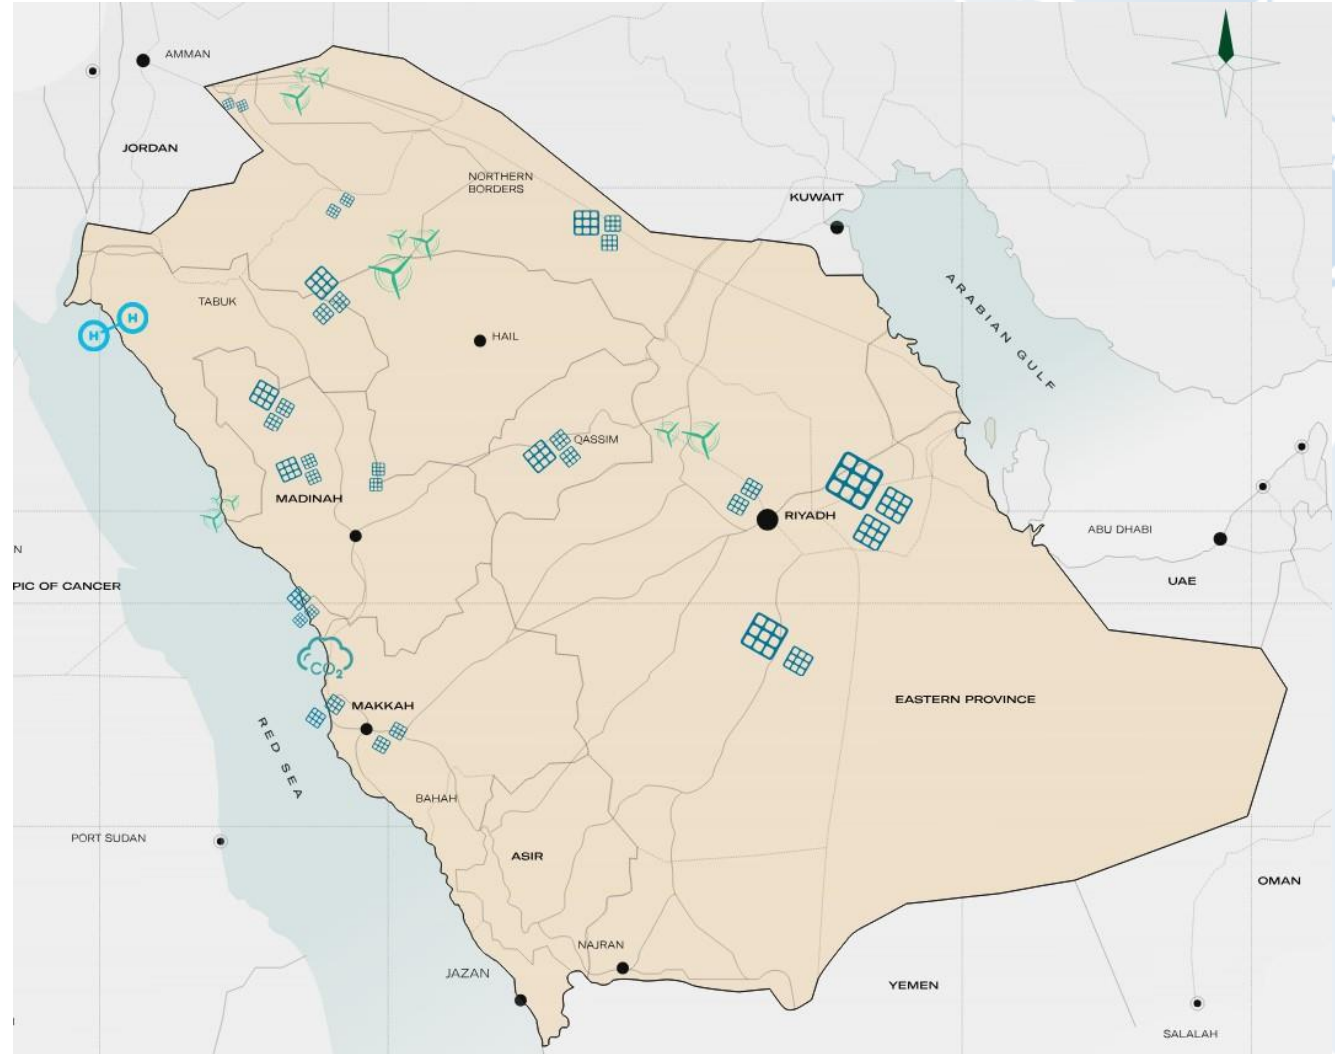 AMMAN
JORDAN
NORTHERN
BORDERS
KUWAIT
ARABIAN GULF
TABUK
H
H
HAIL
QASSIM
MADINAH
RIYADH
ABU DHABI
N
PIC OF CANCER
UAE
CO2
MAKKAH
EASTERN PROVINCE
RED SEA
BAHAH
PORT SUDAN
ASIR
OMAN
NAJRAN
JAZAN
YEMEN
SALALAH